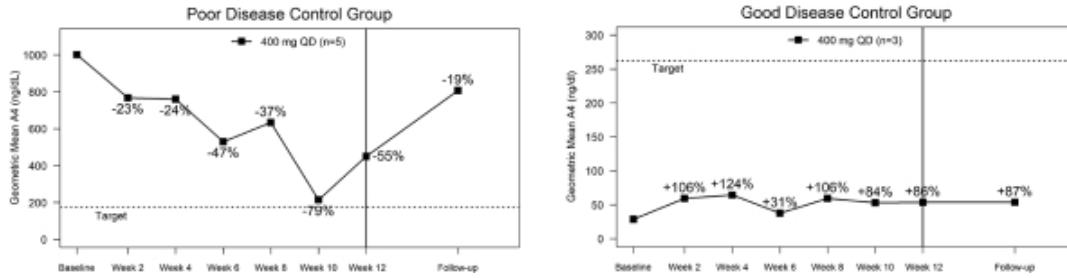 Poor Disease Control Group
400 mg QD (n=5)
Geometric Mean A4 (ng/dL)
1000
800
600
400
200
0
-23%
-24%
-47%
-37%
-79%
-55%
-19%
Target
Baseline Week 2 Week 4 Week 6 Week 8 Week 10 Week 12 Follow-up
Good Disease Control Group
400 mg QD (n=3)
Geometric Mean A4 (ng/dl)
300
250
200
150
100
50
0
Target
+106%
+124%
+31%
+106%
+84%
+86%
+87%
Baseline Week 2 Week 4 Week 6 Week 8 Week 10 Week 12 Follow-up